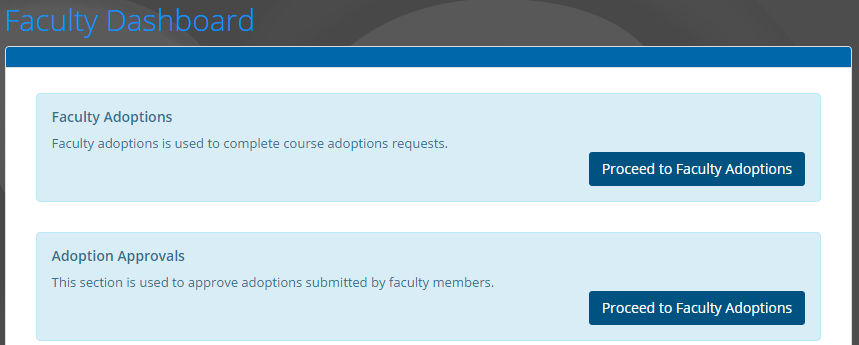 Faculty Dashboard
Faculty Adoptions
Faculty adoptions is used to complete course adoptions requests.
Proceed to Faculty Adoptions
Adoption Approvals
This section is used to approve adoptions submitted by faculty members.
Proceed to Faculty Adoptions